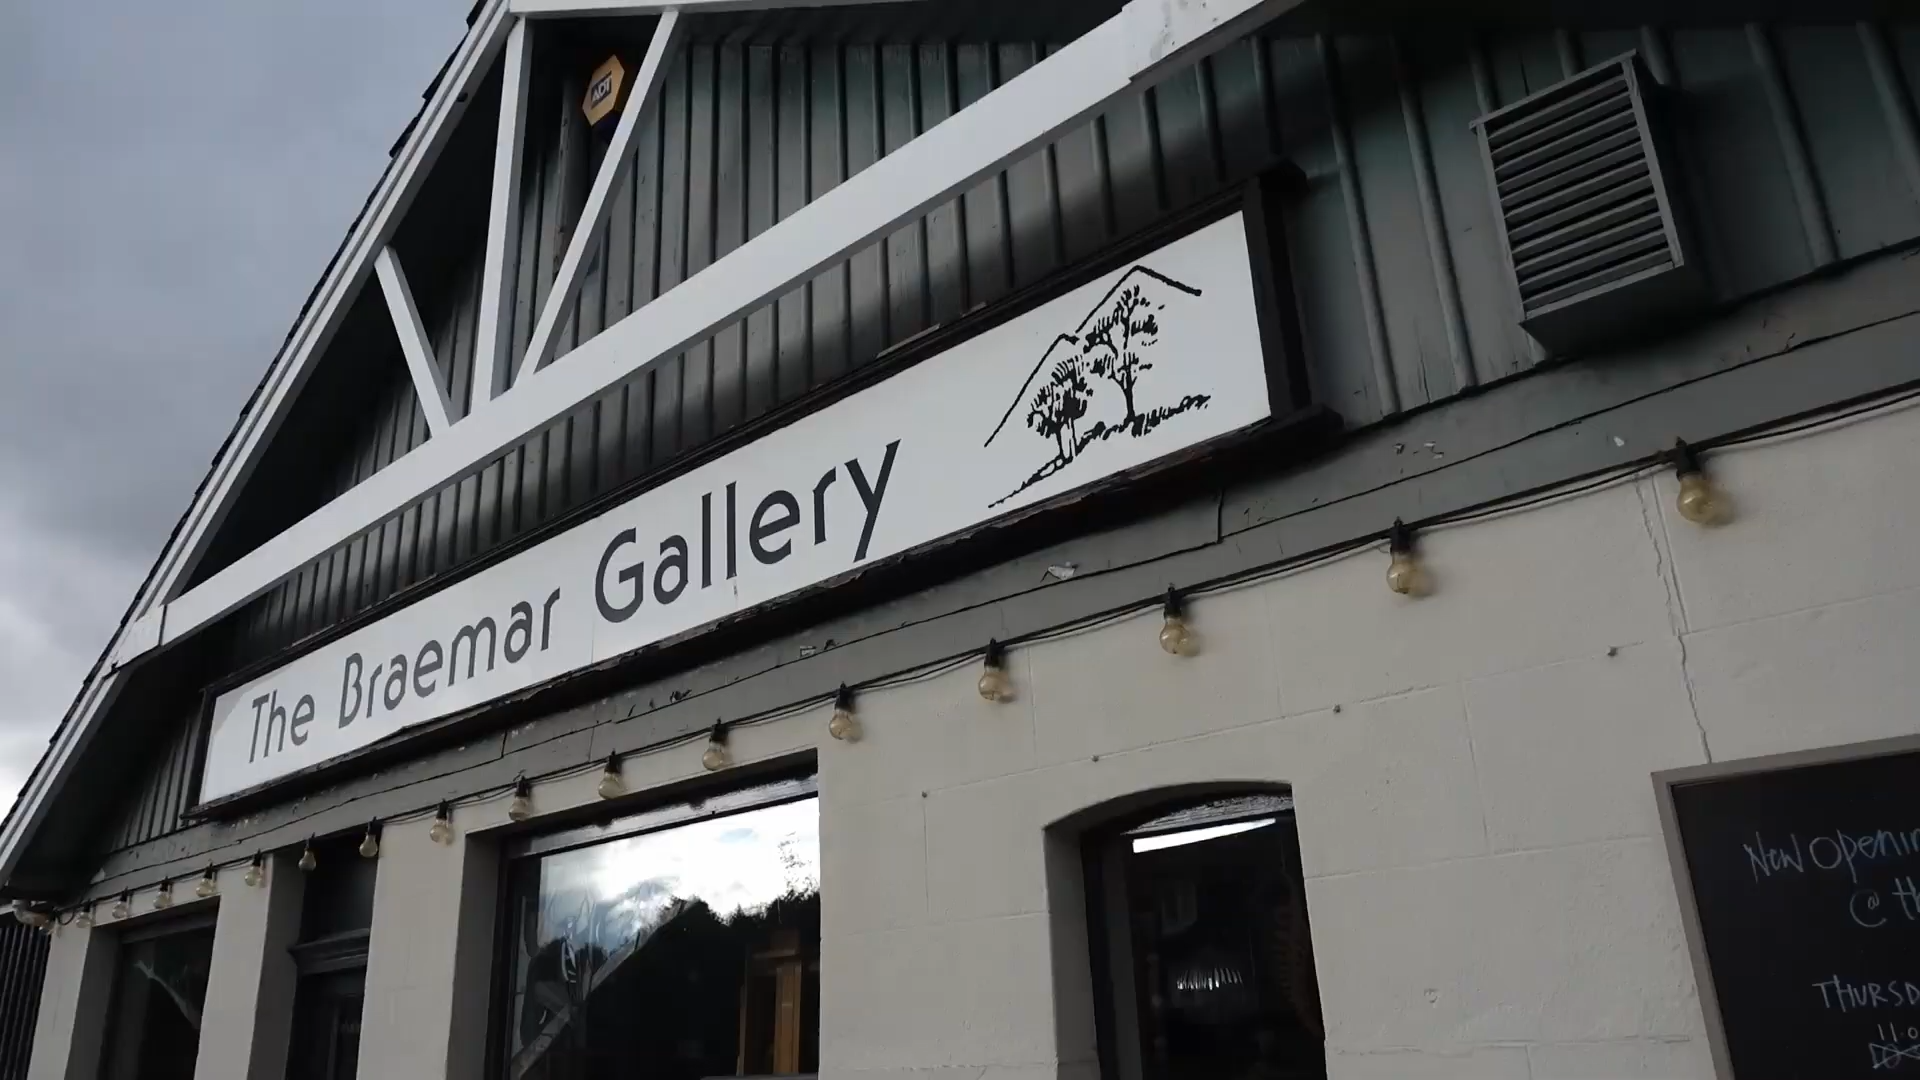 ADT
The Braemar Gallery
New Openin
@ th
THURSD
11.0